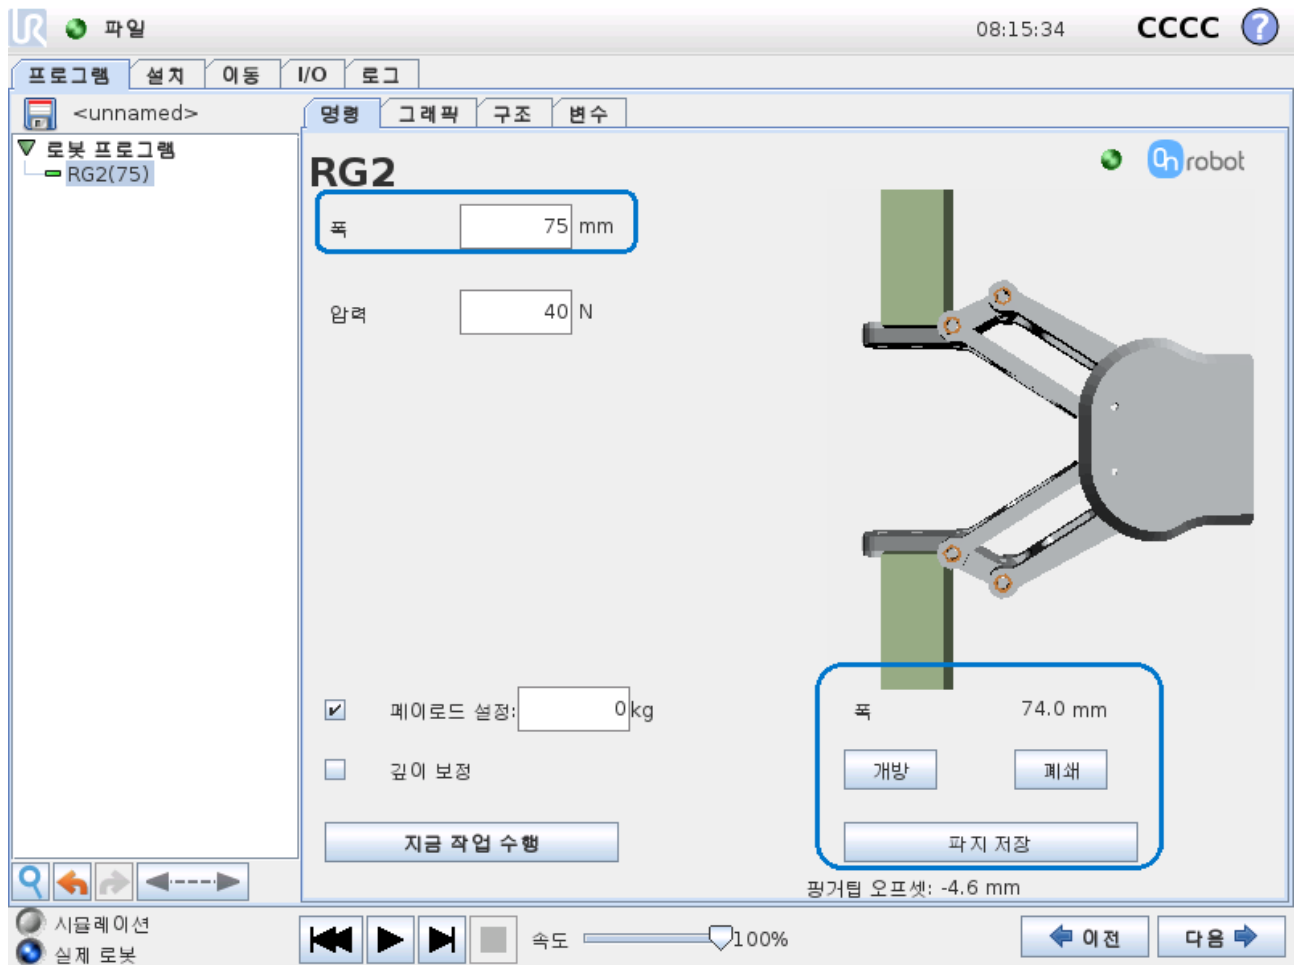 UR 파일 08:15:34 CCCC ?
프로그램 설치 이동 I/O 로그
<unnamed> 명령 그래픽 구조 변수
로봇 프로그램
RG2(75)
RG2
On robot
폭 75 mm
압력 40 N
페이로드 설정: 0 kg
깊이 보정
지금 작업 수행
폭 74.0 mm
개방 폐쇄
파지 저장
핑거팁 오프셋: -4.6 mm
시뮬레이션
실제 로봇
속도 100%
이전 다음